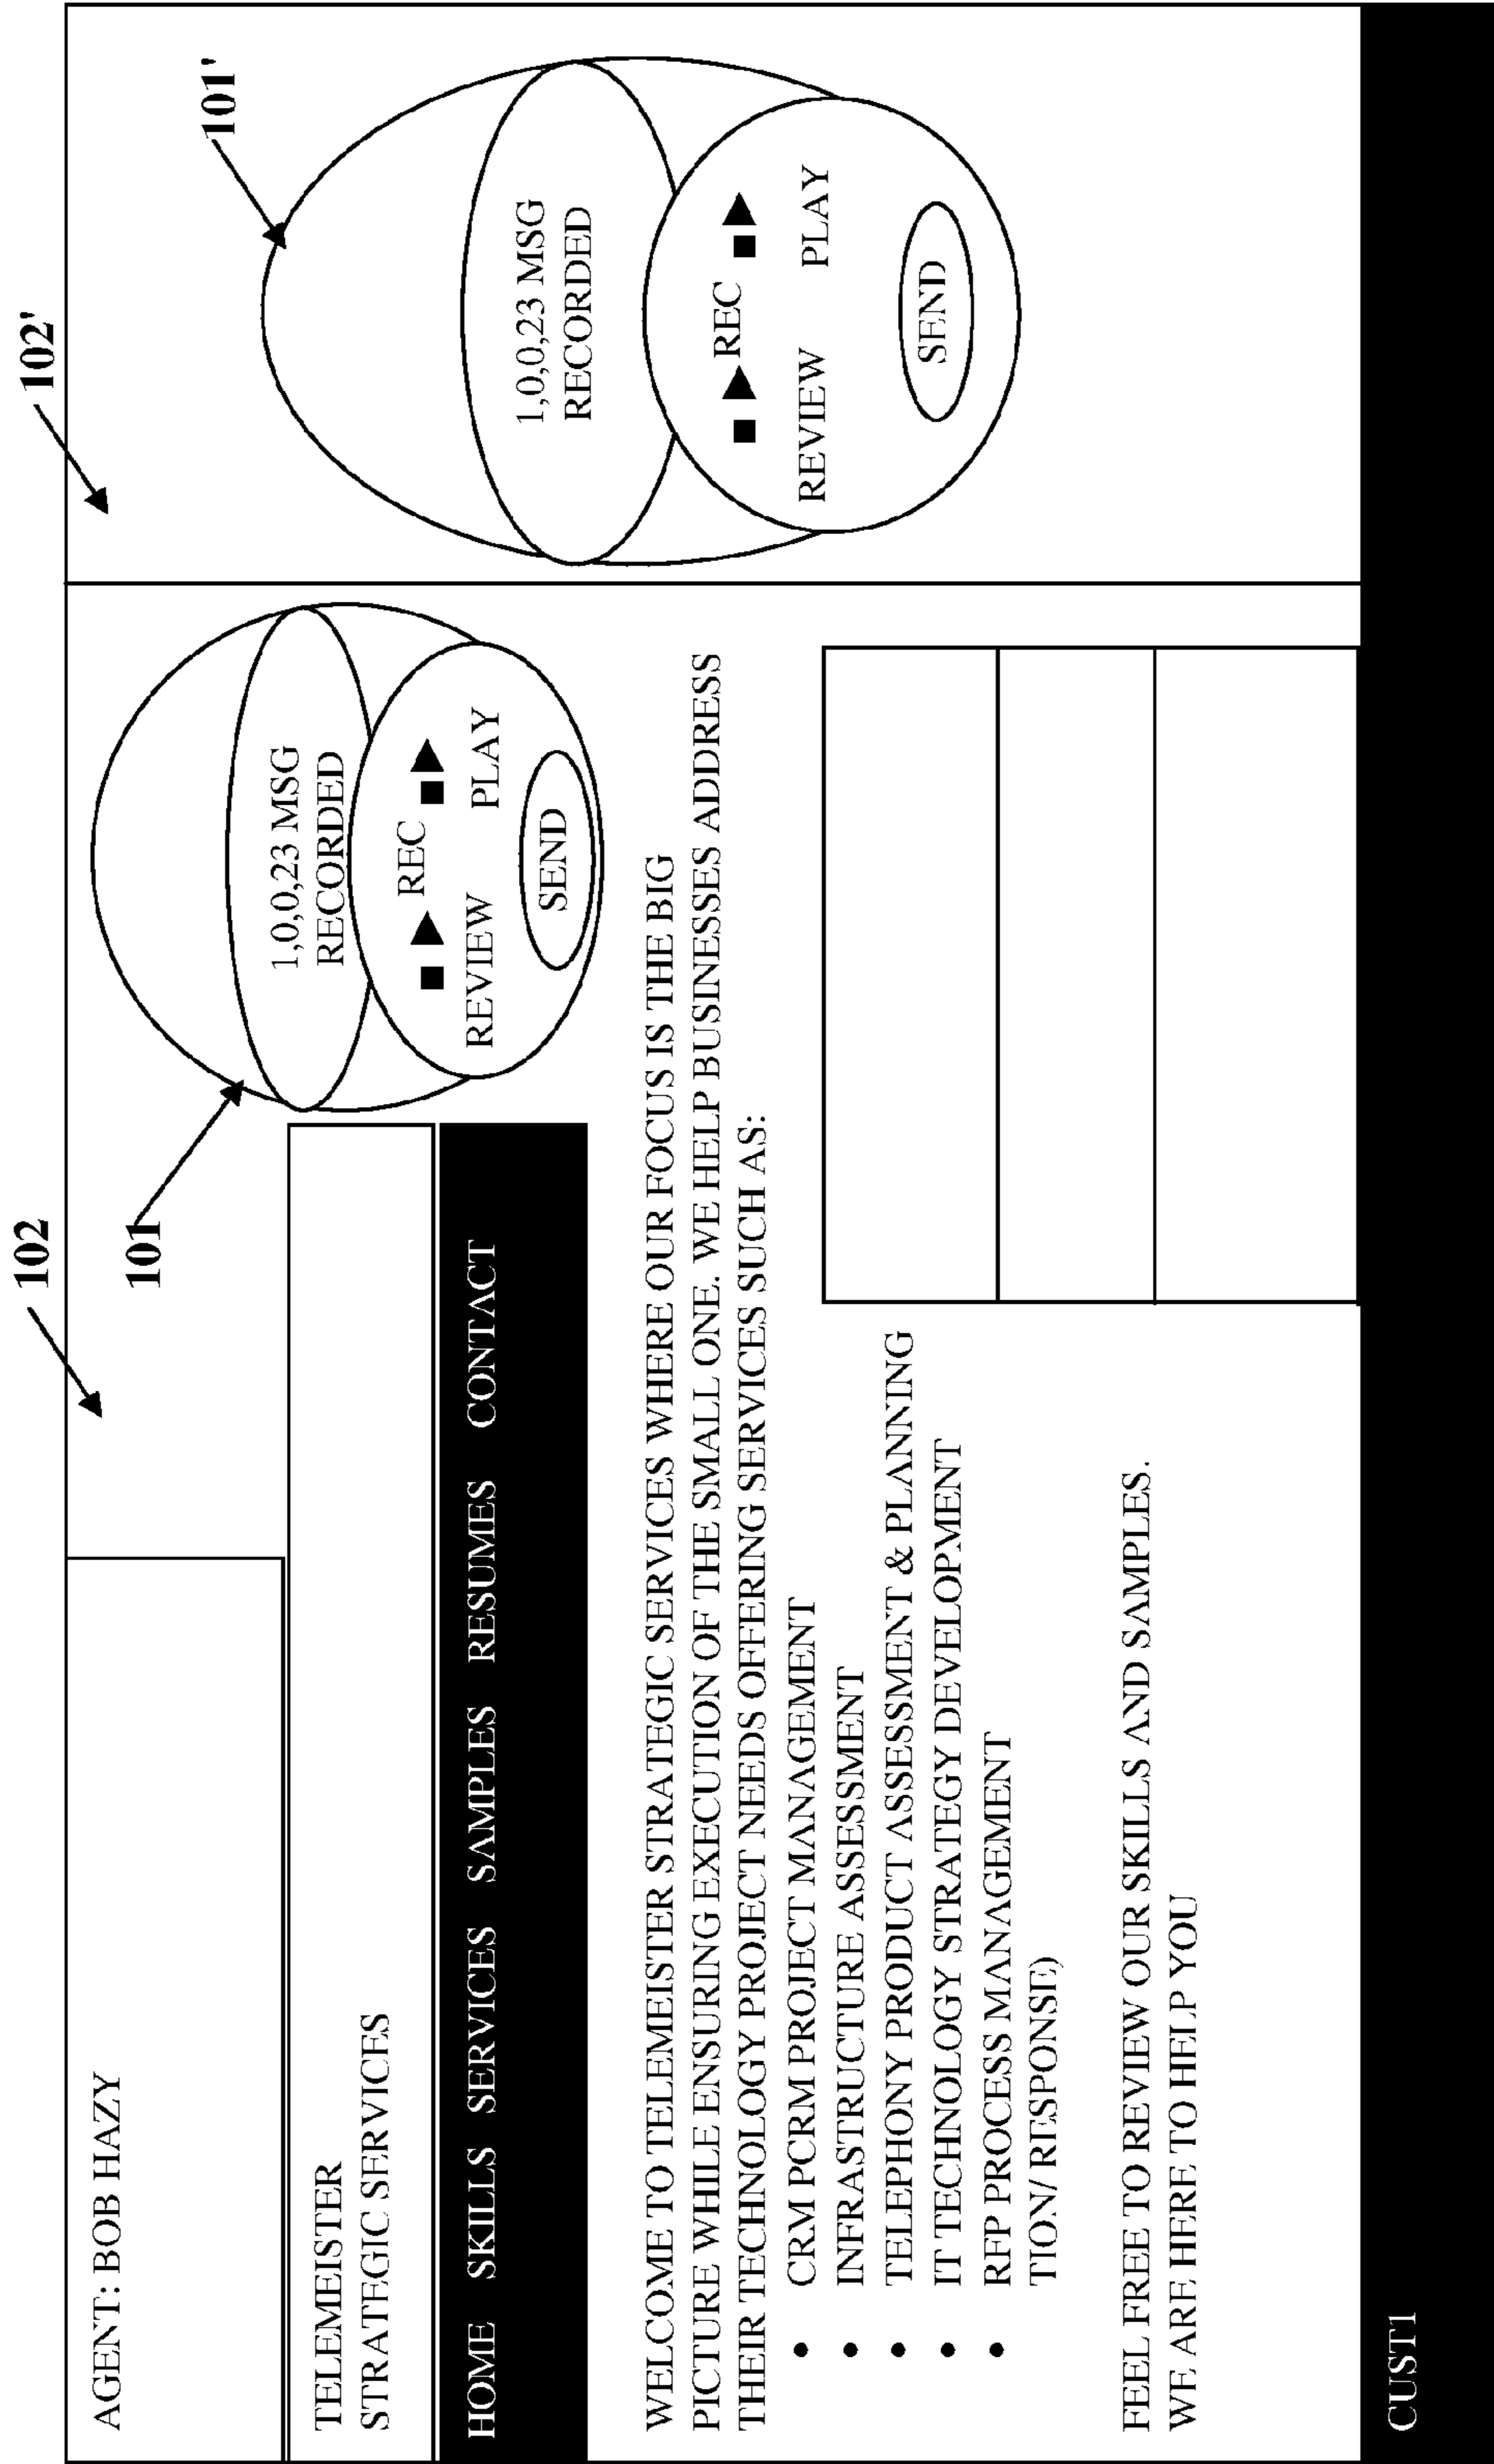 102
102'
AGENT: BOB HAZY
101
101'
TELEMEISTER
STRATEGIC SERVICES
HOME SKILLS SERVICES SAMPLES RESUMES CONTACT
1,0,0,23 MSG
RECORDED
REC
REVIEW PLAY
SEND
1,0,0,23 MSG
RECORDED
REC
REVIEW PLAY
SEND
WELCOME TO TELEMEISTER STRATEGIC SERVICES WHERE OUR FOCUS IS THE BIG
PICTURE WHILE ENSURING EXECUTION OF THE SMALL ONE. WE HELP BUSINESSES ADDRESS
THEIR TECHNOLOGY PROJECT NEEDS OFFERING SERVICES SUCH AS:
• CRM PCRM PROJECT MANAGEMENT
• INFRASTRUCTURE ASSESSMENT
• TELEPHONY PRODUCT ASSESSMENT & PLANNING
• IT TECHNOLOGY STRATEGY DEVELOPMENT
• RFP PROCESS MANAGEMENT
TION/RESPONSE)
FEEL FREE TO REVIEW OUR SKILLS AND SAMPLES.
WE ARE HERE TO HELP YOU
CUST1